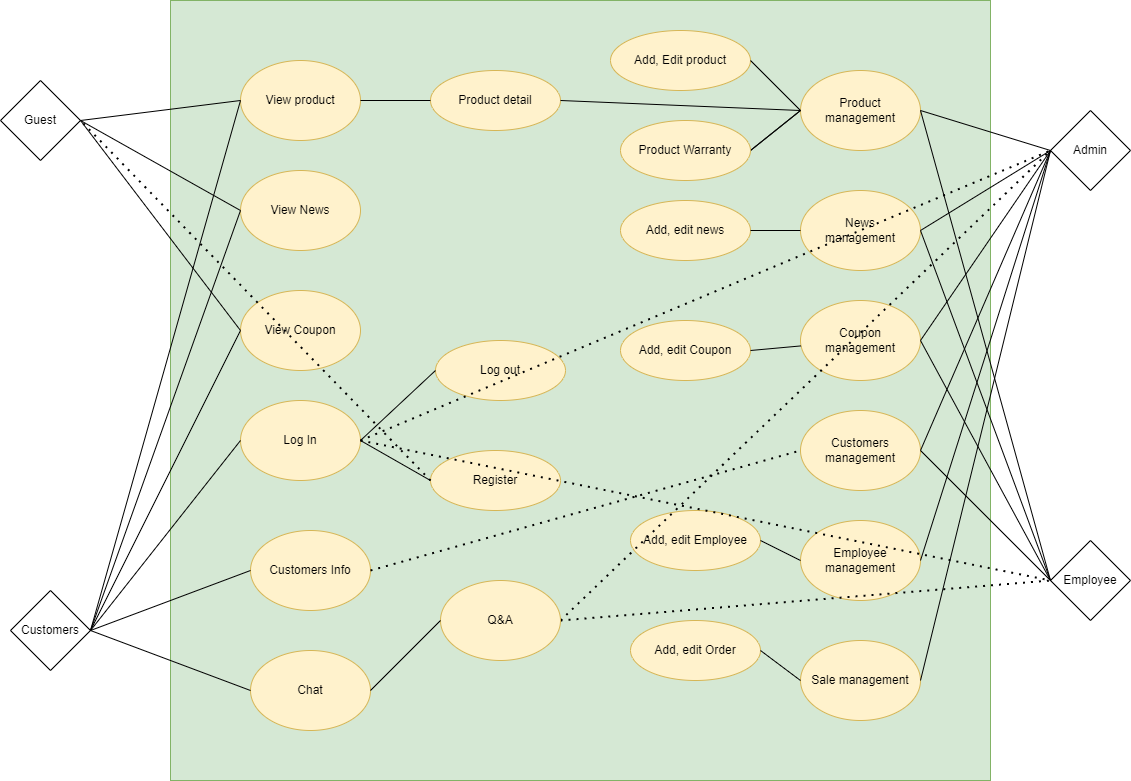 Guest
Customers
View product
View News
View Coupon
Log In
Customers Info
Chat
Product detail
Log out
Register
Q&A
Add, Edit product
Product Warranty
Add, edit news
Add, edit Coupon
Add, edit Employee
Add, edit Order
Product
management
News
management
Coupon
management
Customers
management
Employee
management
Sale management
Admin
Employee